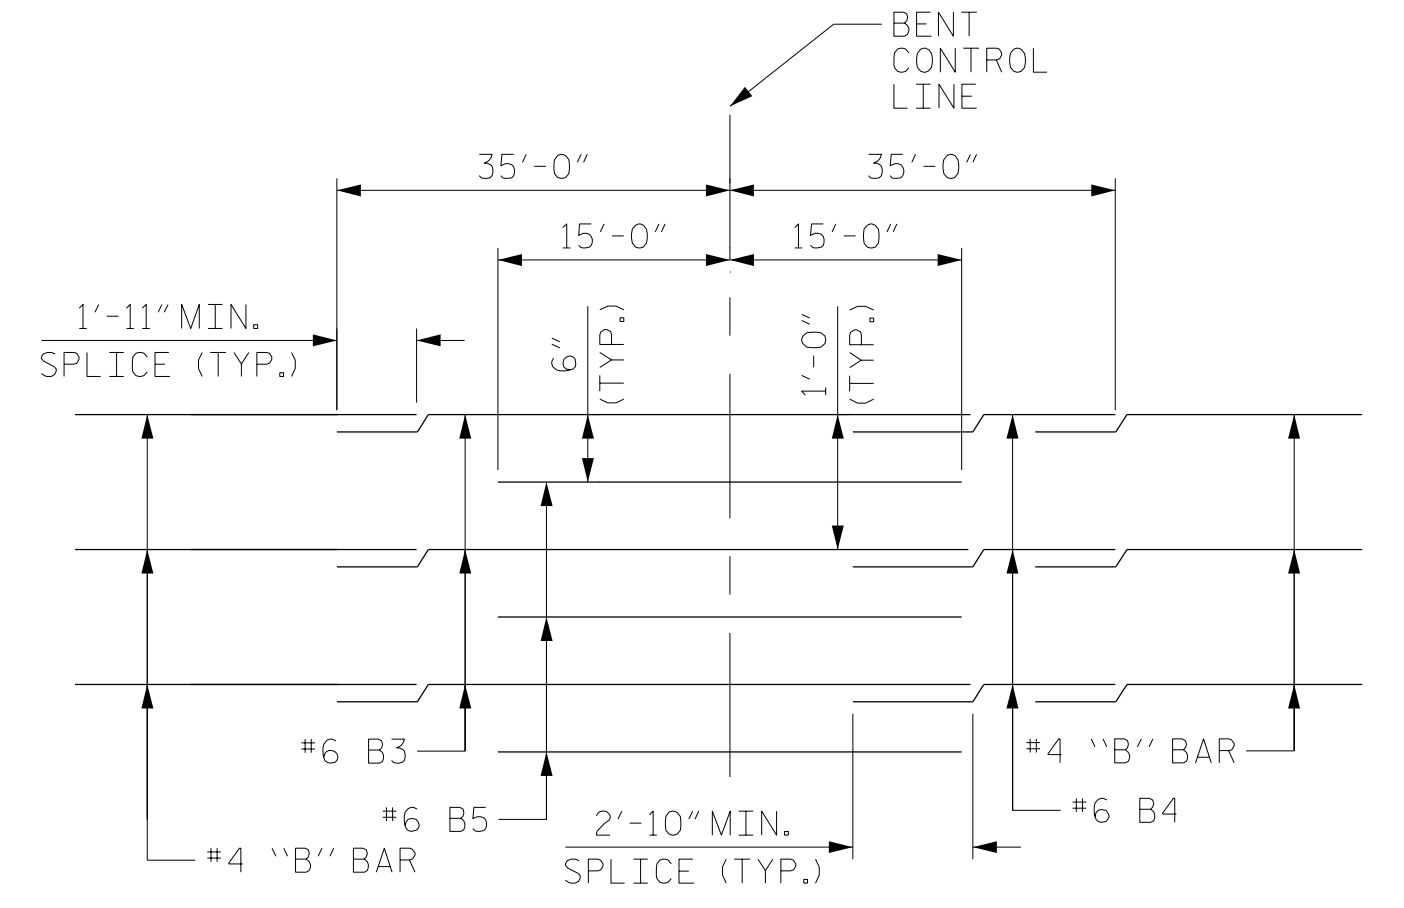 BENT
CONTROL
LINE
35'-0"
35'-0"
15'-0"
15'-0"
1'-11" MIN.
SPLICE (TYP.)
6"
(TYP.)
1'-0"
(TYP.)
#6 B3
#4 "B" BAR
#6 B5
2'-10" MIN.
SPLICE (TYP.)
#6 B4
#4 "B" BAR